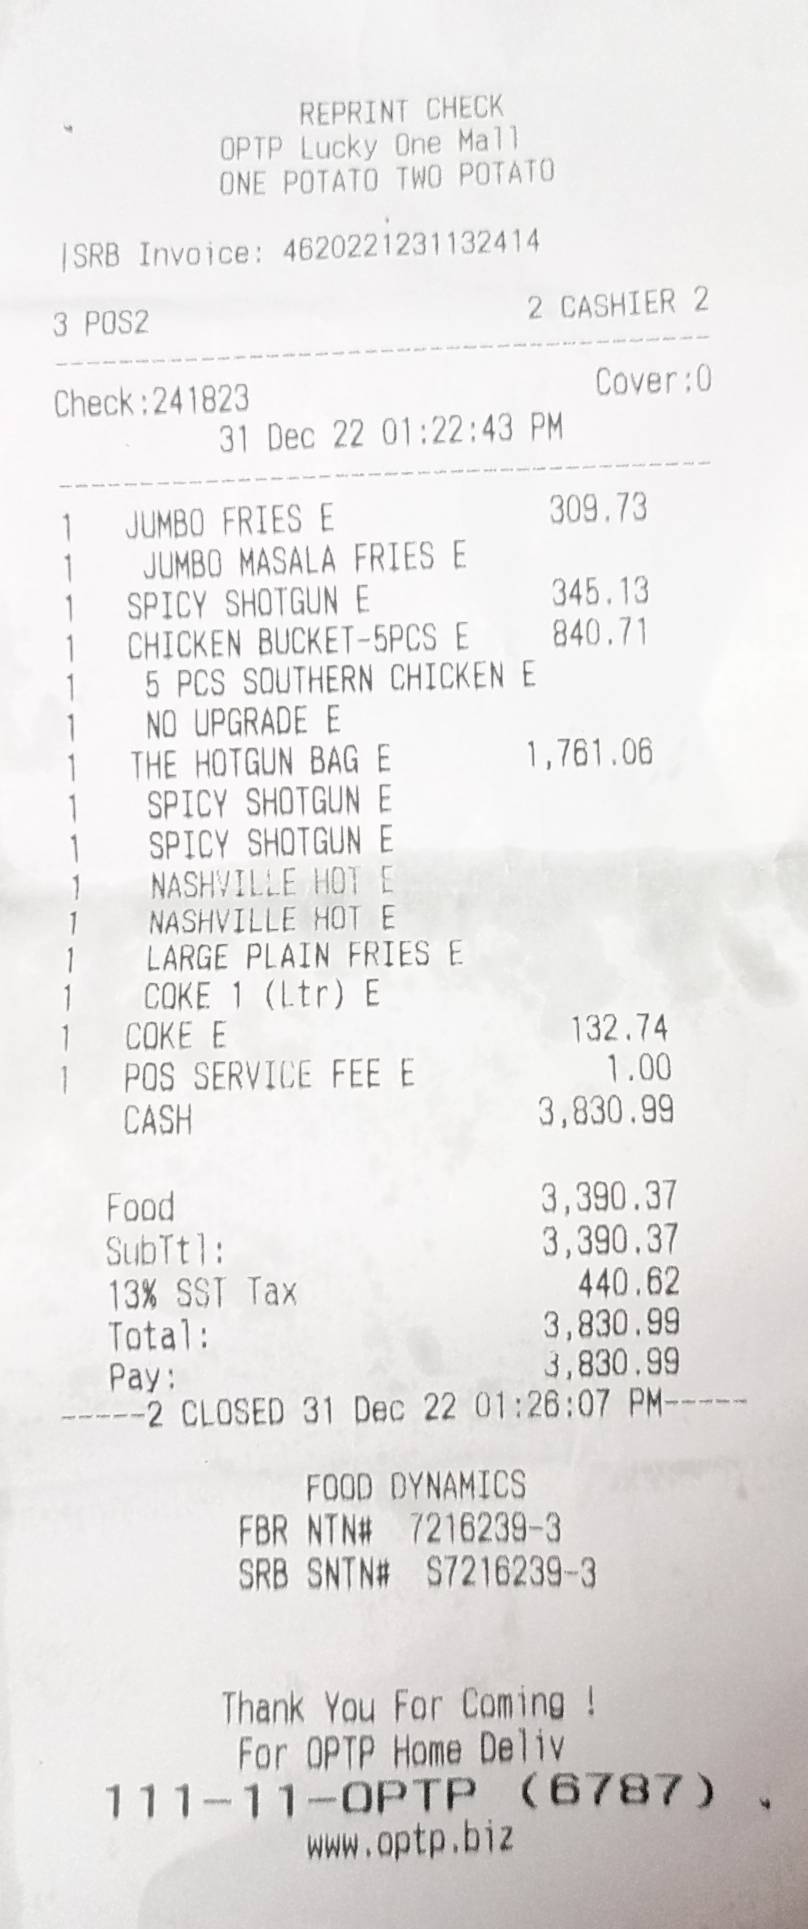 REPRINT CHECK
OPTP Lucky One Mall
ONE POTATO TWO POTATO
|SRB Invoice: 4620221231132414
3 POS2 2 CASHIER 2
Check:241823 Cover:0
31 Dec 22 01:22:43 PM
1 JUMBO FRIES E 309.73
1 JUMBO MASALA FRIES E
1 SPICY SHOTGUN E 345.13
1 CHICKEN BUCKET-5PCS E 840.71
1 5 PCS SOUTHERN CHICKEN E
1 NO UPGRADE E
1 THE HOTGUN BAG E 1,761.06
1 SPICY SHOTGUN E
1 SPICY SHOTGUN E
1 NASHVILLE HOT E
1 NASHVILLE HOT E
1 LARGE PLAIN FRIES E
1 COKE 1 (Ltr) E
1 COKE E 132.74
1 POS SERVICE FEE E 1.00
CASH 3,830.99
Food 3,390.37
SubTtl: 3,390.37
13% SST Tax 440.62
Total: 3,830.99
Pay: 3,830.99
-----2 CLOSED 31 Dec 22 01:26:07 PM-----
FOOD DYNAMICS
FBR NTN# 7216239-3
SRB SNTN# S7216239-3
Thank You For Coming !
For OPTP Home Deliv
111-11-OPTP (6787)
www.optp.biz